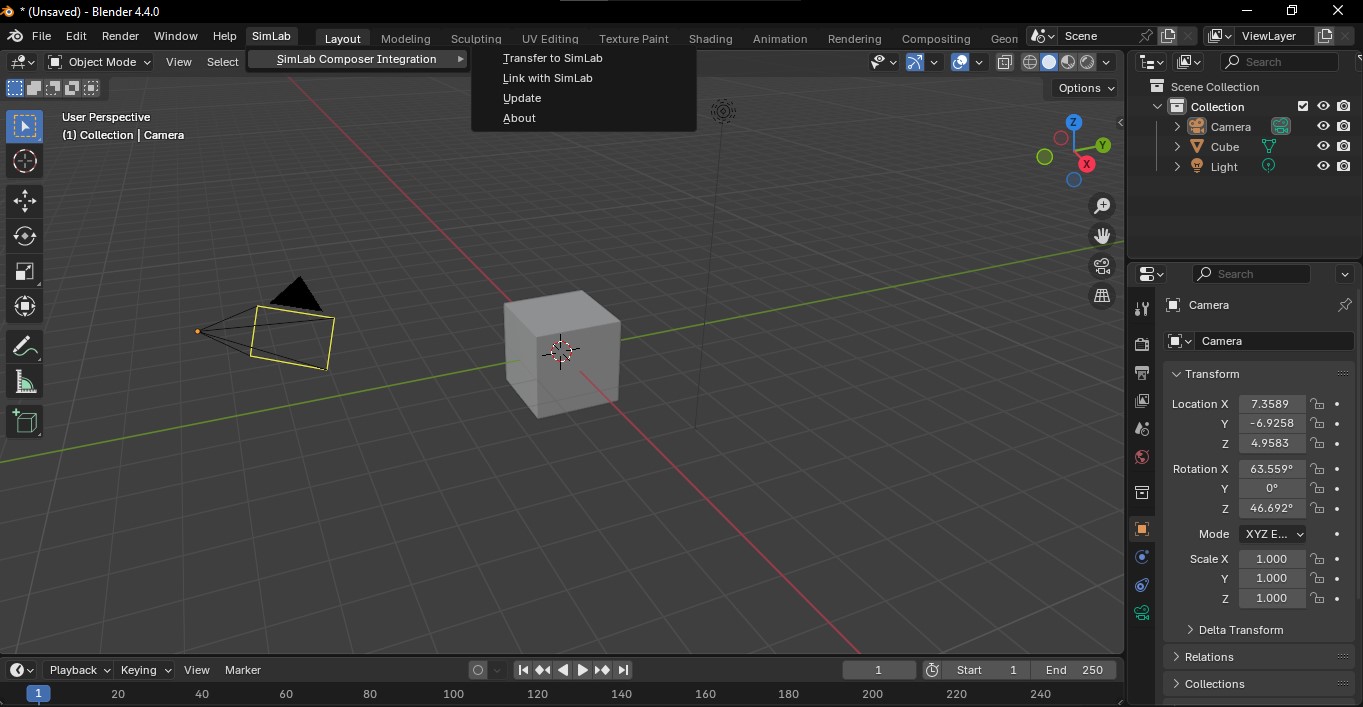 * (Unsaved) - Blender 4.4.0
File Edit Render Window Help SimLab Layout Modeling Sculpting UV Editing Texture Paint Shading Animation Rendering Compositing Geon Scene ViewLayer
Object Mode View Select SimLab Composer Integration Transfer to SimLab Search
Link with SimLab
Update
About
Options
User Perspective
(1) Collection | Camera
Z
Y
X
Scene Collection
Collection
Camera
Cube
Light
Search
Camera
Camera
Transform
Location X 7.3589
Y -6.9258
Z 4.9583
Rotation X 63.559°
Y 0°
Z 46.692°
Mode XYZ E...
Scale X 1.000
Y 1.000
Z 1.000
Delta Transform
Relations
Collections
Playback Keying View Marker 1 Start 1 End 250
1 20 40 60 80 100 120 140 160 180 200 220 240